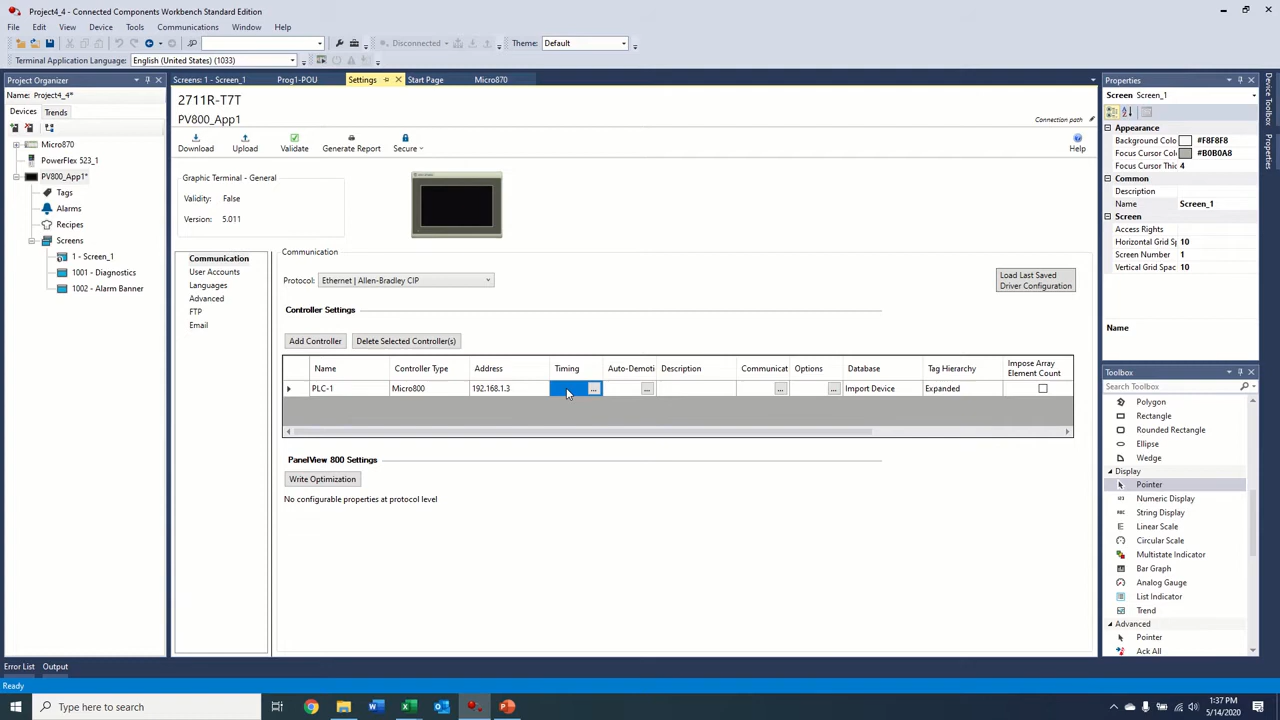 Project4_4 - Connected Components Workbench Standard Edition
File Edit View Device Tools Communications Window Help
Disconnected Theme: Default
Terminal Application Language: English (United States) (1033)
Project Organizer
Name: Project4_4*
Devices Trends
Micro870
PowerFlex 523_1
PV800_App1*
Tags
Alarms
Recipes
Screens
1 - Screen_1
1001 - Diagnostics
1002 - Alarm Banner
Screens: 1 - Screen_1 Prog1-POU Settings Start Page Micro870
2711R-T7T
PV800_App1
Connection path
Download Upload Validate Generate Report Secure Help
Graphic Terminal - General
Validity: False
Version: 5.011
Communication
User Accounts
Languages
Advanced
FTP
Email
Communication
Protocol: Ethernet | Allen-Bradley CIP
Load Last Saved
Driver Configuration
Controller Settings
Add Controller Delete Selected Controller(s)
Name Controller Type Address Timing Auto-Demoti Description Communicat Options Database Tag Hierarchy Impose Array
Element Count
PLC-1 Micro800 192.168.1.3 ... ... ... ... Import Device Expanded
PanelView 800 Settings
Write Optimization
No configurable properties at protocol level
Properties
Screen Screen_1
Appearance
Background Colo #F8F8F8
Focus Cursor Colo #B0B0A8
Focus Cursor Thic 4
Common
Description
Name Screen_1
Screen
Access Rights
Horizontal Grid S 10
Screen Number 1
Vertical Grid Spac 10
Name
Toolbox
Search Toolbox
Polygon
Rectangle
Rounded Rectangle
Ellipse
Wedge
Display
Pointer
Numeric Display
String Display
Linear Scale
Circular Scale
Multistate Indicator
Bar Graph
Analog Gauge
List Indicator
Trend
Advanced
Pointer
Ack All
Device Toolbox
Properties
Error List Output
Ready
Type here to search
1:37 PM
5/14/2020